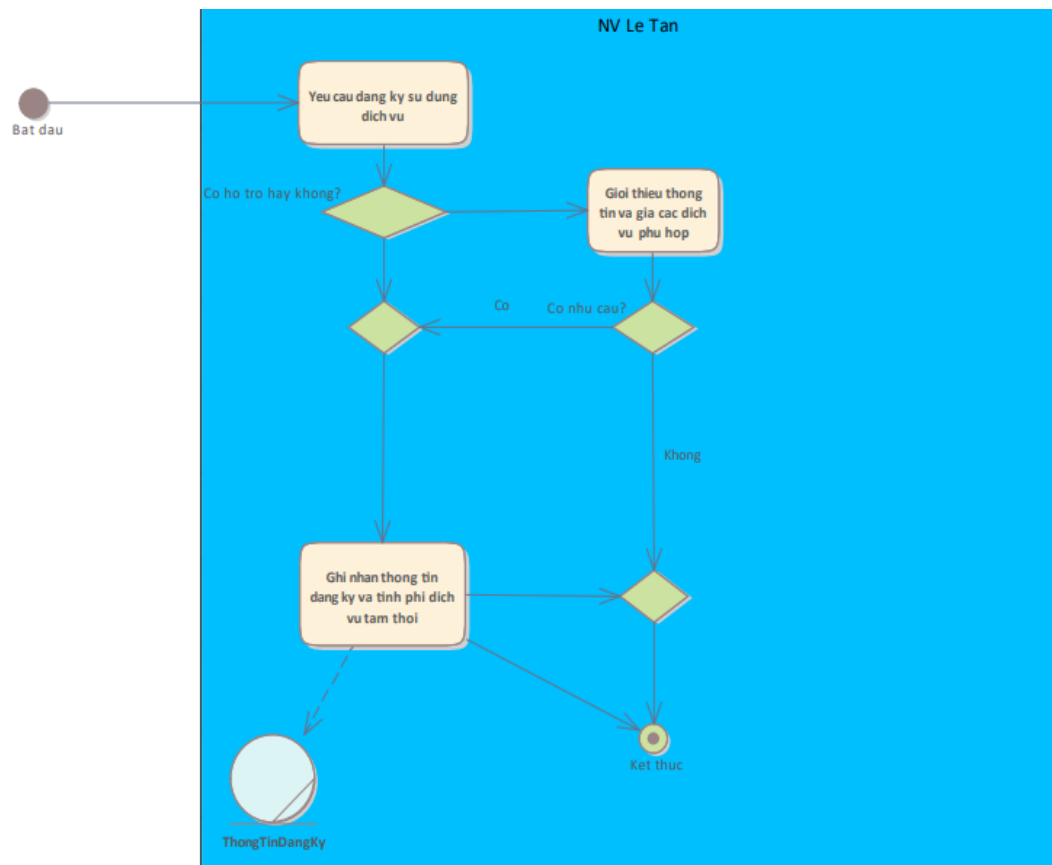 NV Le Tan
Yeu cau dang ky su dung
dich vu
Bat dau
Co ho tro hay khong?
Gioi thieu thong
tin va gia cac dich
vu phu hop
Co
Co nhu cau?
Khong
Ghi nhan thong tin
dang ky va tinh phi dich
vu tam thoi
Ket thuc
ThongTinDangKy